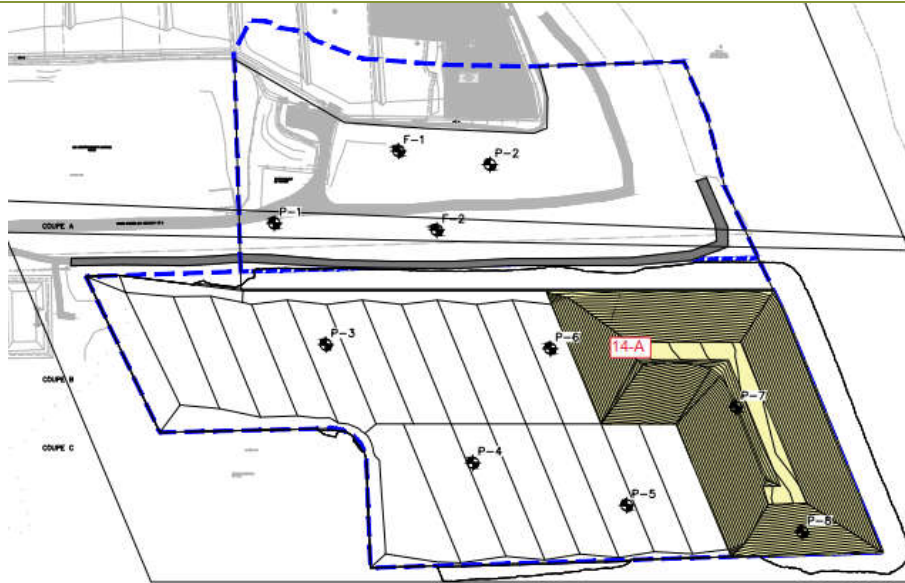 F-1
P-2
P-1
F-2
COUPE A
P-3
P-6
14-A
COUPE B
P-7
COUPE C
P-4
P-5
P-8